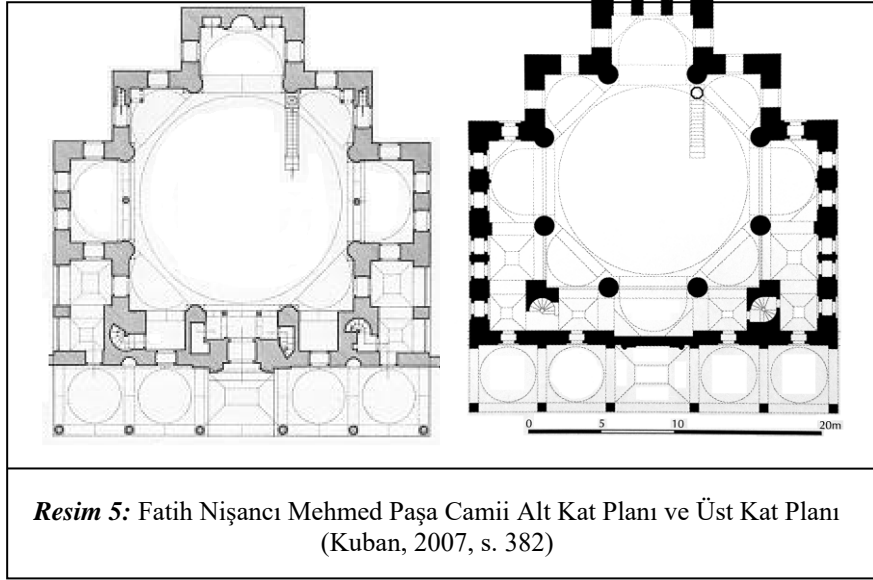 0 5 10 20m
Resim 5: Fatih Nişancı Mehmed Paşa Camii Alt Kat Planı ve Üst Kat Planı
(Kuban, 2007, s. 382)